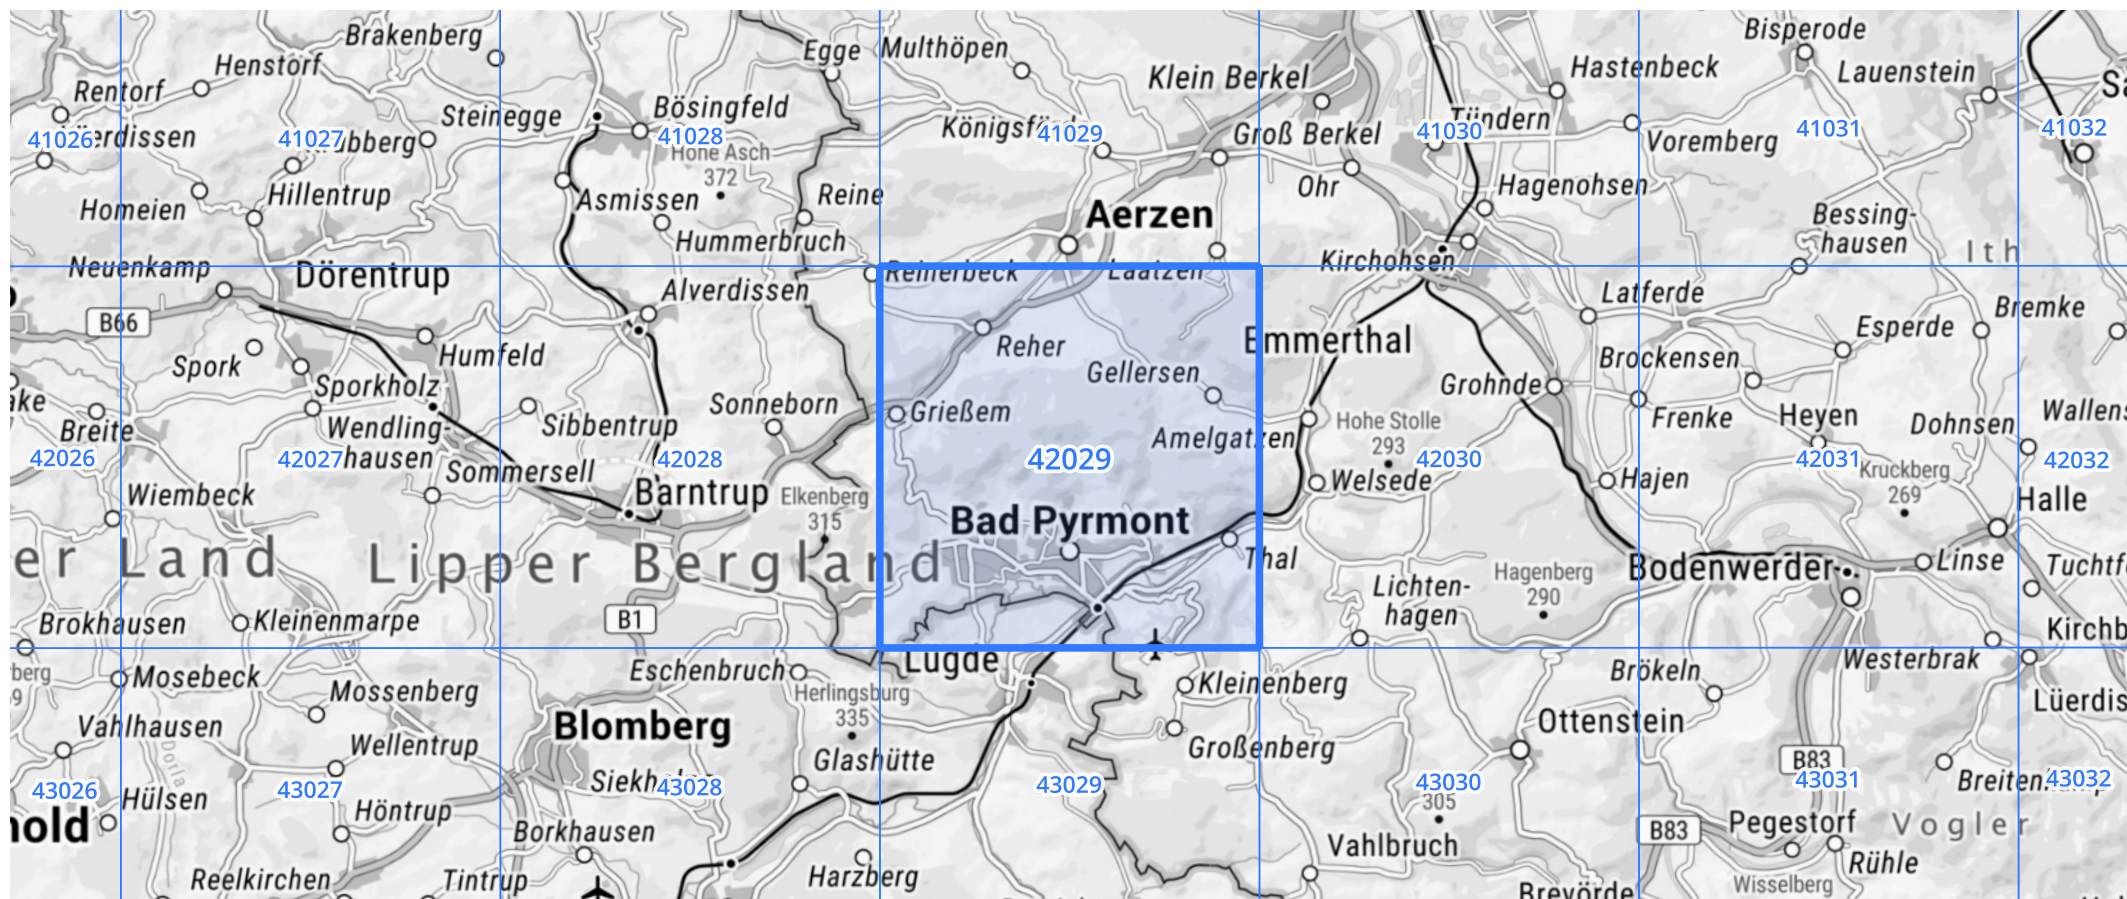 Brakenberg
Egge
Multhöpen
Bisperode
Henstorf
Klein Berkel
Hastenbeck
Lauenstein
Rentorf
Steinegge
Bösingfeld
Königsförde
Groß Berkel
Tündern
Voremberg
41026
41027
41028
41029
41030
41031
41032
Hohe Asch
372
Homeien
Hillentrup
Asmissen
Reine
Aerzen
Ohr
Hagenohsen
Bessing-
hausen
Ith
Hummerbruch
Kirchohsen
Neuenkamp
Dörentrup
Alverdissen
Reinerbeck
Laatzen
Latferde
Bremke
B66
Spork
Humfeld
Reher
Emmerthal
Esperde
Brockensen
Sporkholz
Gellersen
Grohnde
Breite
Wendling-
hausen
Sibbentrup
Sonneborn
Grießem
Amelgatzen
Hohe Stolle
293
Frenke
Heyen
Dohnsen
42026
42027
42028
42029
42030
42031
42032
Sommersell
Welsede
Hajen
Kruckberg
269
Wiembeck
Barntrup
Elkenberg
315
Bad Pyrmont
Halle
er Land
Lipper Bergland
Thal
Hagenberg
290
Bodenwerder
Linse
Lichten-
hagen
Brokhausen
Kleinenmarpe
B1
Mosebeck
Mossenberg
Eschenbruch
Lügde
Kleinenberg
Brökeln
Westerbrak
Herlingsburg
335
Vahlhausen
Wellentrup
Blomberg
Glashütte
Großenberg
Ottenstein
B83
43026
43027
43028
43029
43030
43031
43032
305
Hülsen
Höntrup
Borkhausen
Harzberg
Vahlbruch
B83
Pegestorf
Vogler
Rühle
Reelkirchen
Tintrup
Wisselberg
Brevörde